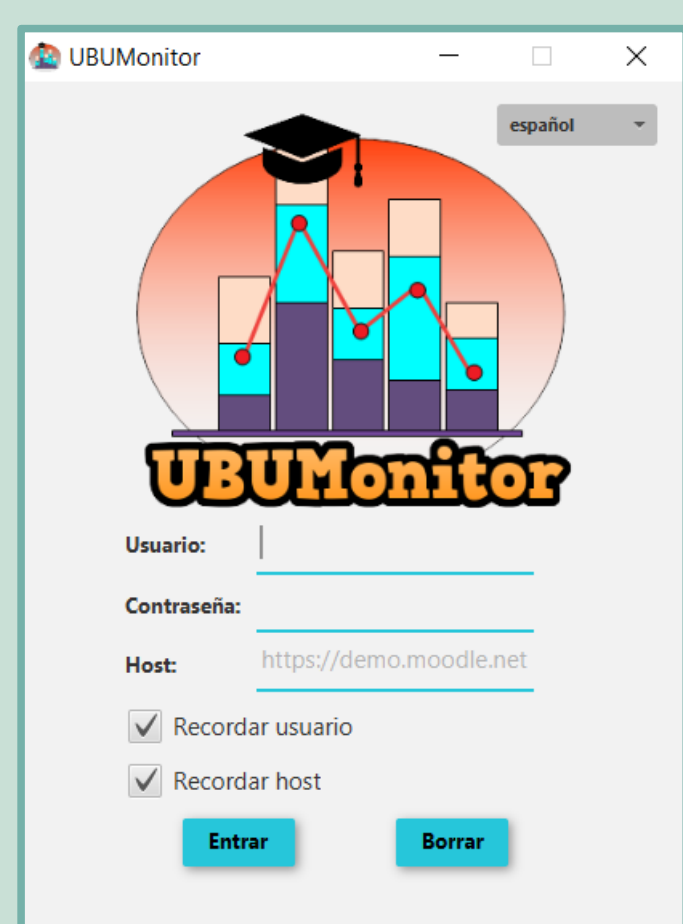 UBUMonitor
español
UBUMonitor
Usuario:
Contraseña:
Host: https://demo.moodle.net
Recordar usuario
Recordar host
Entrar Borrar